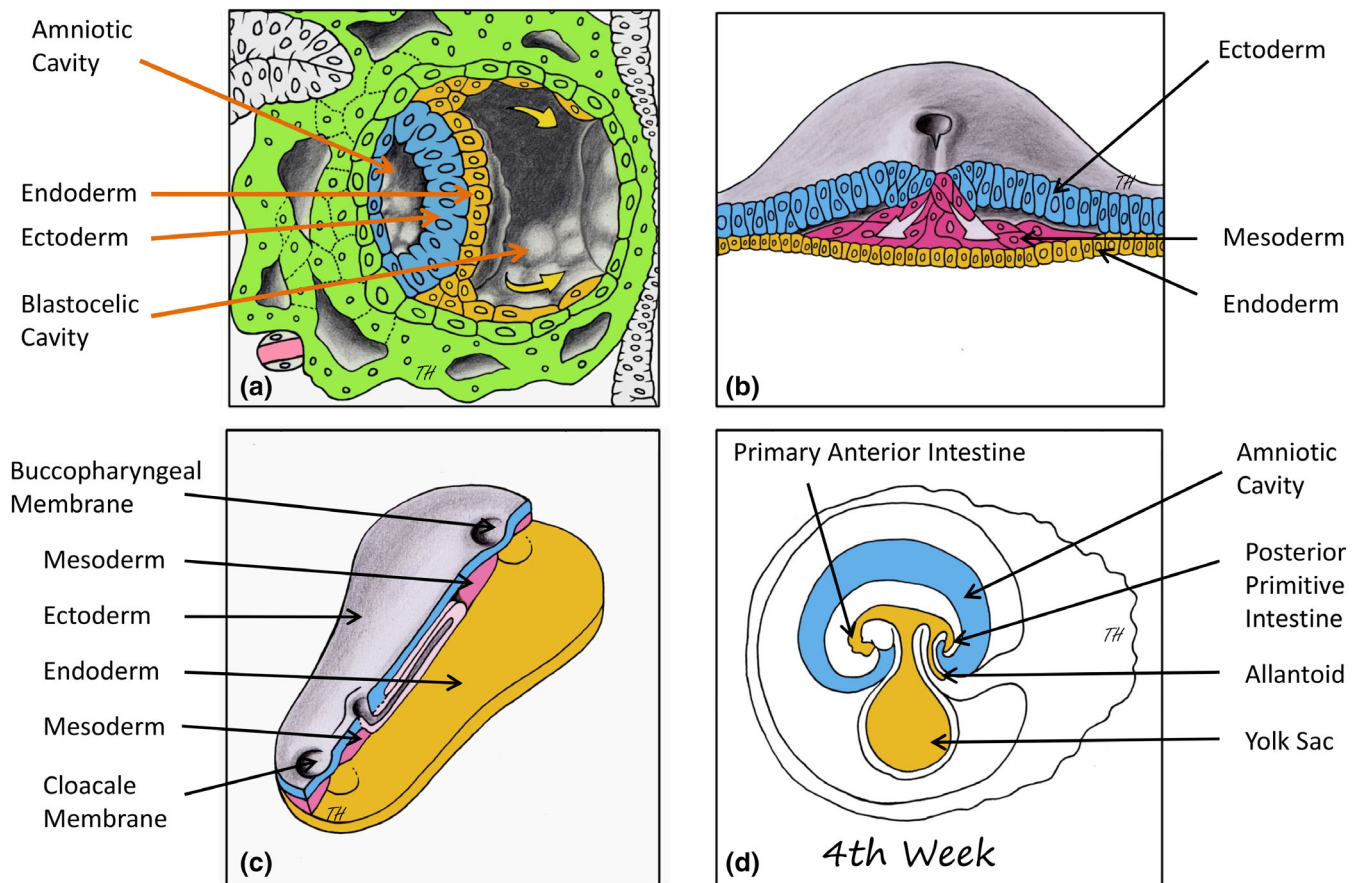 Amniotic
Cavity
Endoderm
Ectoderm
Blastocelic
Cavity
TH
(a)
Ectoderm
TH
Mesoderm
Endoderm
(b)
Buccopharyngeal
Membrane
Mesoderm
Ectoderm
Endoderm
Mesoderm
Cloacale
Membrane
TH
(c)
Primary Anterior Intestine
Amniotic
Cavity
Posterior
Primitive
Intestine
TH
Allantoid
Yolk Sac
(d)
4th Week